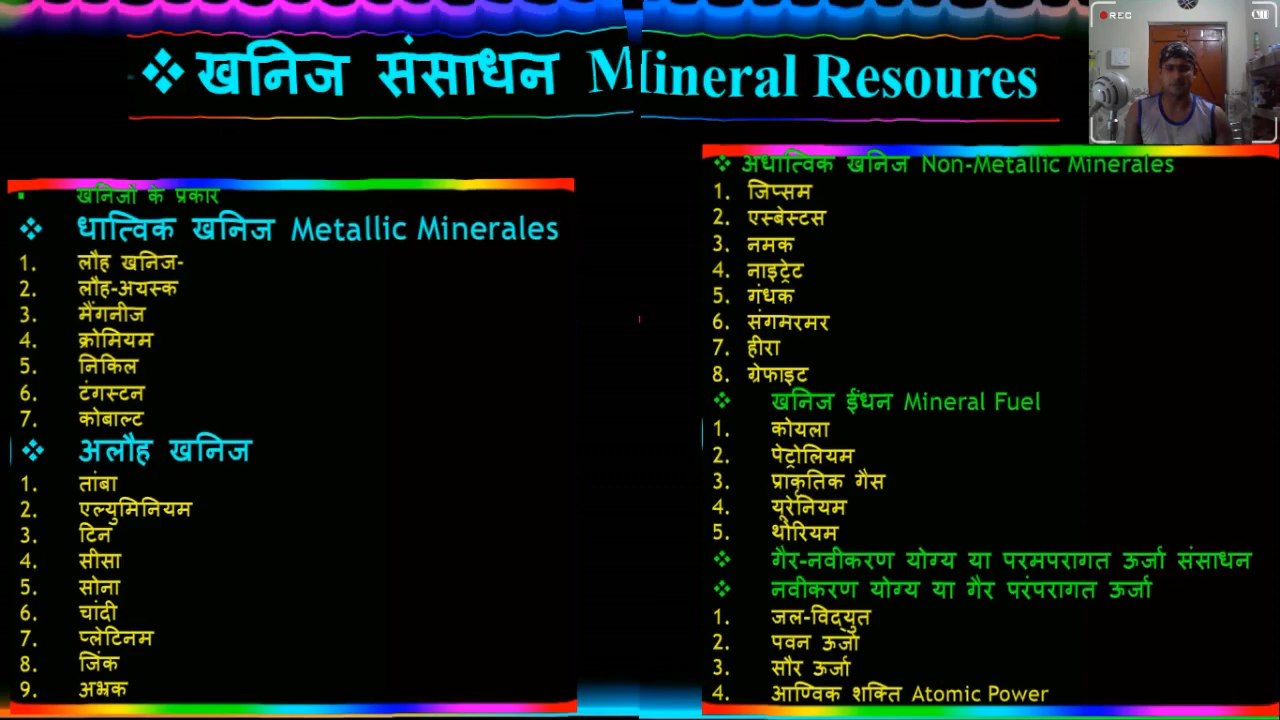 ❖ खनिज संसाधन Mineral Resoures
REC
▪ खनिजों के प्रकार
❖ धात्विक खनिज Metallic Minerales
1. लौह खनिज-
2. लौह-अयस्क
3. मैंगनीज
4. क्रोमियम
5. निकिल
6. टंगस्टन
7. कोबाल्ट
❖ अलौह खनिज
1. तांबा
2. एल्युमिनियम
3. टिन
4. सीसा
5. सोना
6. चांदी
7. प्लेटिनम
8. जिंक
9. अभ्रक
❖ अधात्विक खनिज Non-Metallic Minerales
1. जिप्सम
2. एस्बेस्टस
3. नमक
4. नाइट्रेट
5. गंधक
6. संगमरमर
7. हीरा
8. ग्रेफाइट
❖ खनिज ईंधन Mineral Fuel
1. कोयला
2. पेट्रोलियम
3. प्राकृतिक गैस
4. यूरेनियम
5. थोरियम
❖ गैर-नवीकरण योग्य या परमपरागत ऊर्जा संसाधन
❖ नवीकरण योग्य या गैर परंपरागत ऊर्जा
1. जल-विद्युत
2. पवन ऊर्जा
3. सौर ऊर्जा
4. आण्विक शक्ति Atomic Power